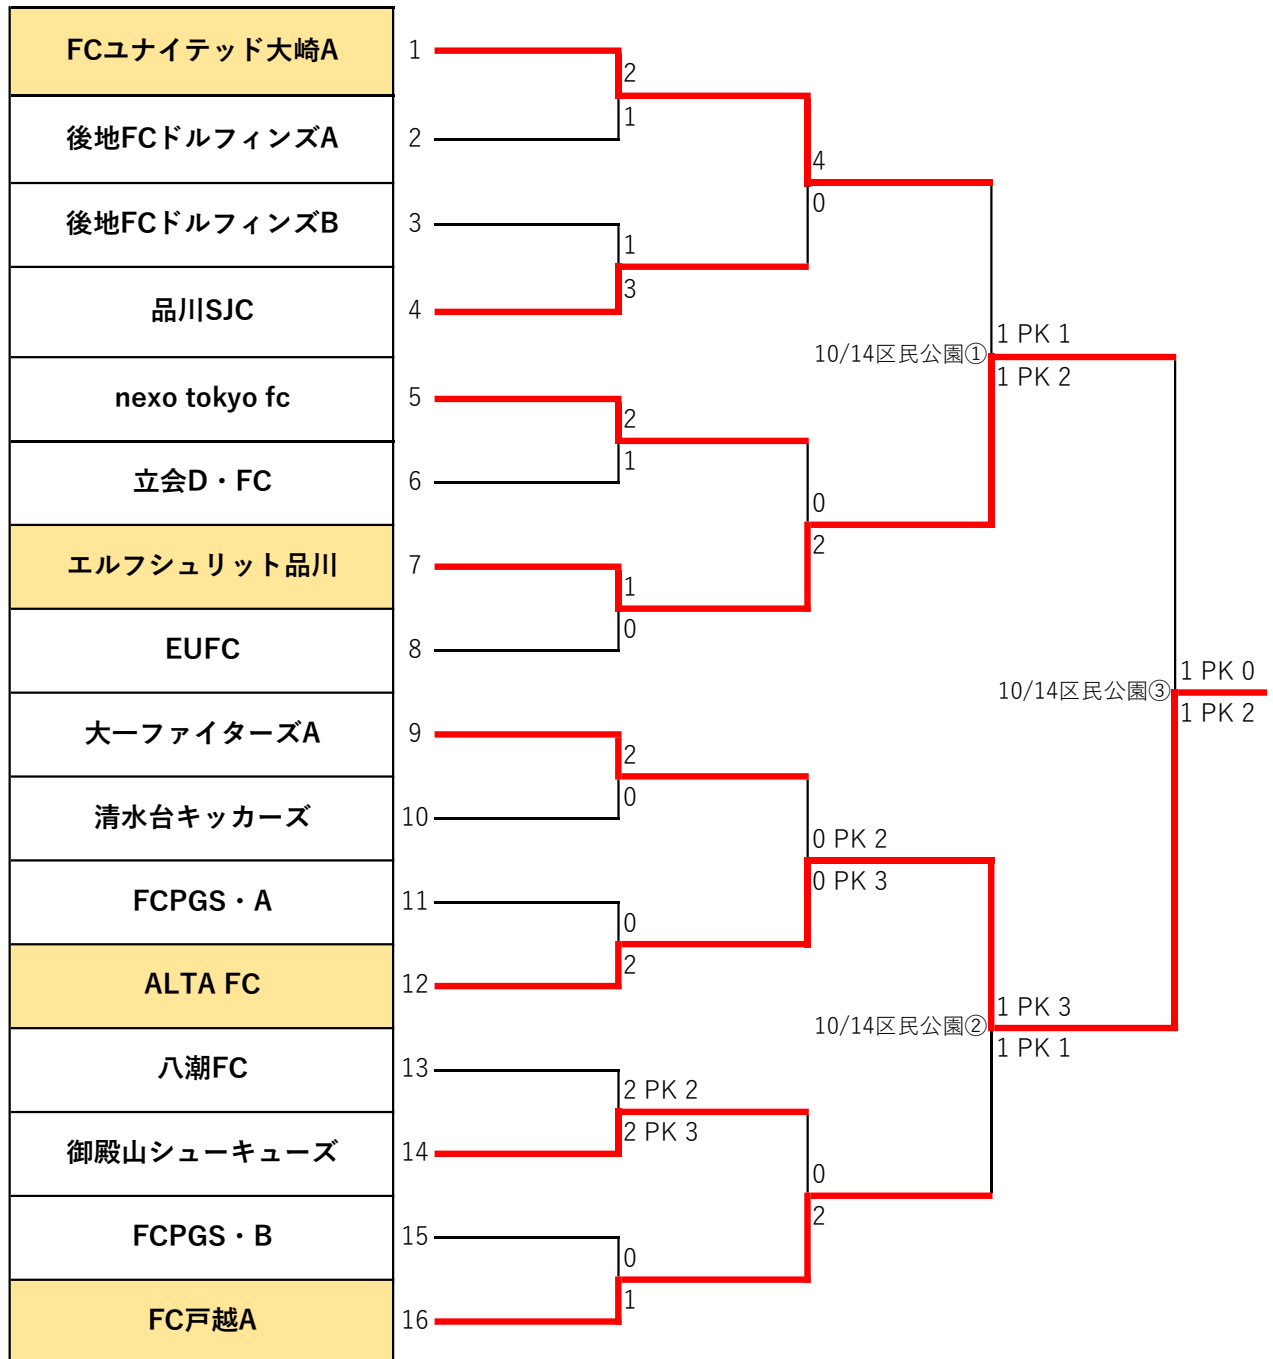 FCユナイテッド大崎A 1
2
後地FCドルフィンズA 2
1
4
0
後地FCドルフィンズB 3
1
品川SJC 4
3
10/14区民公園① 1 PK 1
1 PK 2
nexo tokyo fc 5
2
立会D・FC 6
1
0
2
エルフシュリット品川 7
1
EUFC 8
0
10/14区民公園③ 1 PK 0
1 PK 2
大一ファイターズA 9
2
清水台キッカーズ 10
0
0 PK 2
0 PK 3
FCPGS・A 11
0
ALTA FC 12
2
10/14区民公園② 1 PK 3
1 PK 1
八潮FC 13
2 PK 2
御殿山シューキューズ 14
2 PK 3
0
2
FCPGS・B 15
0
FC戸越A 16
1